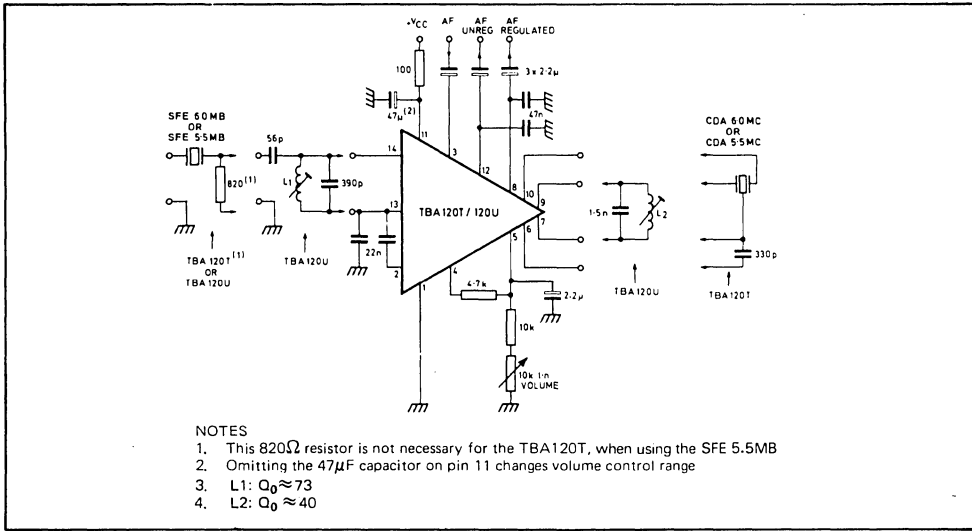 +VCC
AF
AF
UNREG
AF
REGULATED
100
3 x 2·2μ
47μ(2)
47n
SFE 6·0MB
OR
SFE 5·5MB
56p
11
3
12
8
10
9
7
6
5
14
13
2
4
1
820(1)
L1
390p
TBA120T/120U
22n
TBA120T(1)
OR
TBA120U
TBA120U
4·7k
2·2μ
10k
10k lin
VOLUME
1·5n
L2
TBA120U
CDA 6·0MC
OR
CDA 5·5MC
330p
TBA120T
NOTES
1. This 820Ω resistor is not necessary for the TBA120T, when using the SFE 5.5MB
2. Omitting the 47μF capacitor on pin 11 changes volume control range
3. L1: Q0≈73
4. L2: Q0≈40